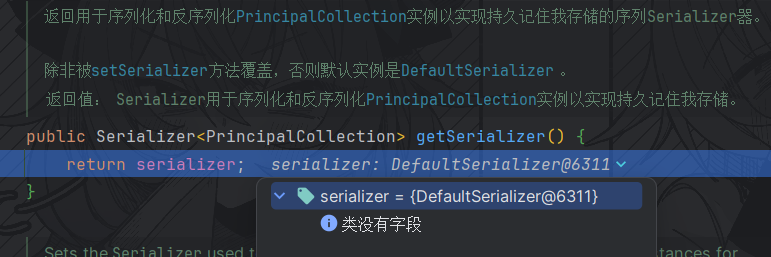 返回用于序列化和反序列化PrincipalCollection实例以实现持久记住我存储的序列Serializer器。
除非被setSerializer方法覆盖，否则默认实例是DefaultSerializer 。
返回值： Serializer用于序列化和反序列化PrincipalCollection实例以实现持久记住我存储。
public Serializer<PrincipalCollection> getSerializer() {
return serializer; serializer: DefaultSerializer@6311
}
serializer = {DefaultSerializer@6311}
类没有字段
Sets the Serializer used t tances for